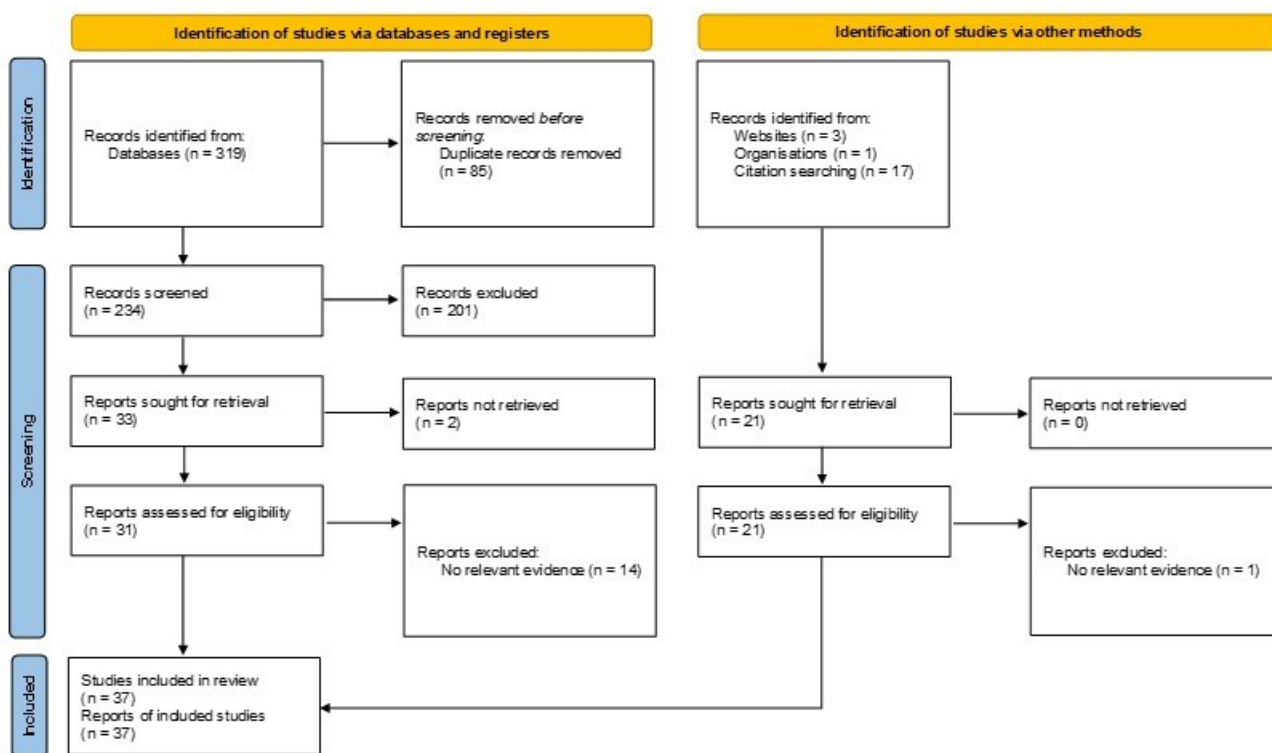 Identification of studies via databases and registers
Identification of studies via other methods
Identification
Records identified from:
Databases (n = 319)
Records removed before
screening:
Duplicate records removed
(n = 85)
Records identified from:
Websites (n = 3)
Organisations (n = 1)
Citation searching (n = 17)
Screening
Records screened
(n = 234)
Records excluded
(n = 201)
Reports sought for retrieval
(n = 33)
Reports not retrieved
(n = 2)
Reports sought for retrieval
(n = 21)
Reports not retrieved
(n = 0)
Reports assessed for eligibility
(n = 31)
Reports excluded:
No relevant evidence (n = 14)
Reports assessed for eligibility
(n = 21)
Reports excluded:
No relevant evidence (n = 1)
Included
Studies included in review
(n = 37)
Reports of included studies
(n = 37)